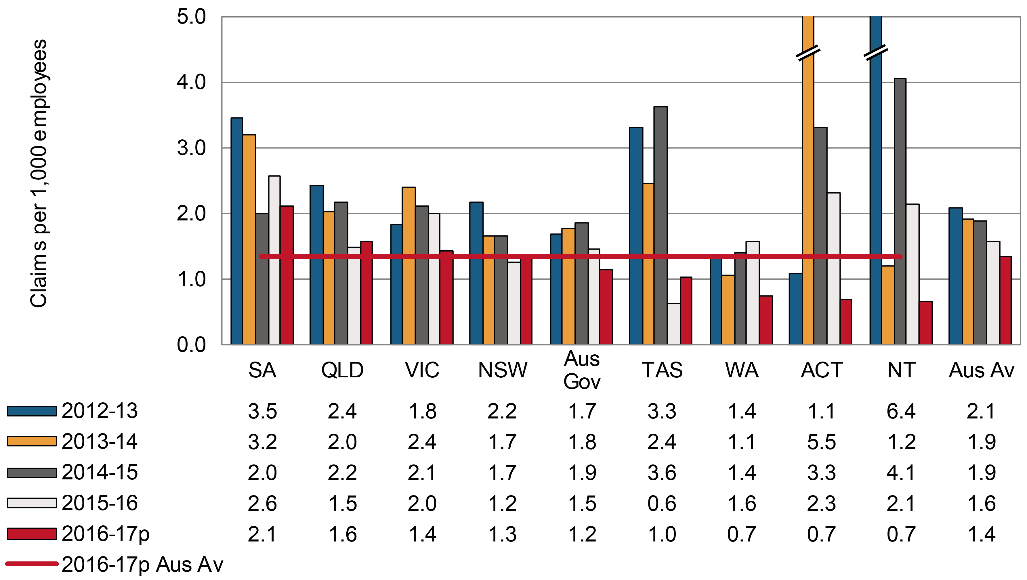 Claims per 1,000 employees
5.0
4.0
3.0
2.0
1.0
0.0
SA QLD VIC NSW Aus Gov TAS WA ACT NT Aus Av
2012-13 3.5 2.4 1.8 2.2 1.7 3.3 1.4 1.1 6.4 2.1
2013-14 3.2 2.0 2.4 1.7 1.8 2.4 1.1 5.5 1.2 1.9
2014-15 2.0 2.2 2.1 1.7 1.9 3.6 1.4 3.3 4.1 1.9
2015-16 2.6 1.5 2.0 1.2 1.5 0.6 1.6 2.3 2.1 1.6
2016-17p 2.1 1.6 1.4 1.3 1.2 1.0 0.7 0.7 0.7 1.4
2016-17p Aus Av